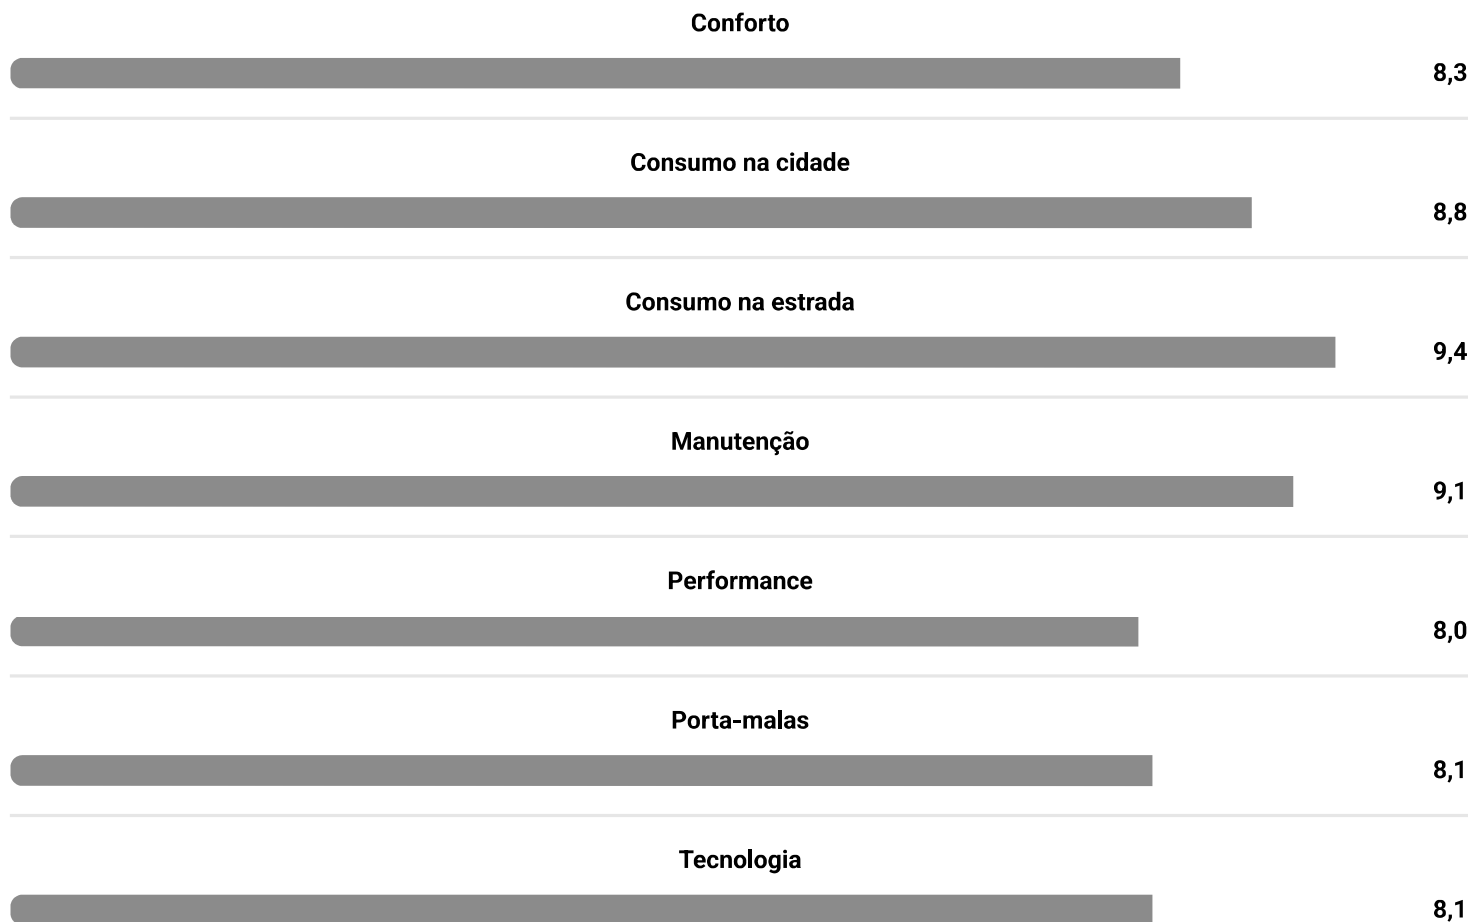 Conforto
8,3
Consumo na cidade
8,8
Consumo na estrada
9,4
Manutenção
9,1
Performance
8,0
Porta-malas
8,1
Tecnologia
8,1